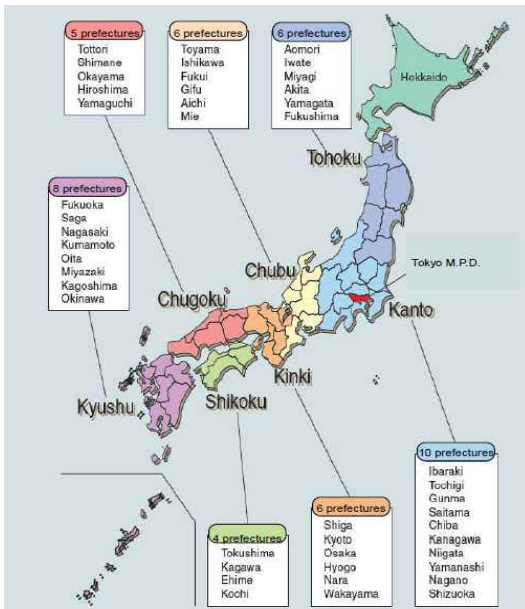 5 prefectures
Tottori
Shimane
Okayama
Hiroshima
Yamaguchi
6 prefectures
Toyama
Ishikawa
Fukui
Gifu
Aichi
Mie
6 prefectures
Aomori
Iwate
Miyagi
Akita
Yamagata
Fukushima
Hokkaido
Tohoku
8 prefectures
Fukuoka
Saga
Nagasaki
Kumamoto
Oita
Miyazaki
Kagoshima
Okinawa
Tokyo M.P.D.
Chubu
Chugoku
Kanto
Kinki
Shikoku
Kyushu
10 prefectures
Ibaraki
Tochigi
Gunma
Saitama
Chiba
Kanagawa
Niigata
Yamanashi
Nagano
Shizuoka
6 prefectures
Shiga
Kyoto
Osaka
Hyogo
Nara
Wakayama
4 prefectures
Tokushima
Kagawa
Ehime
Kochi